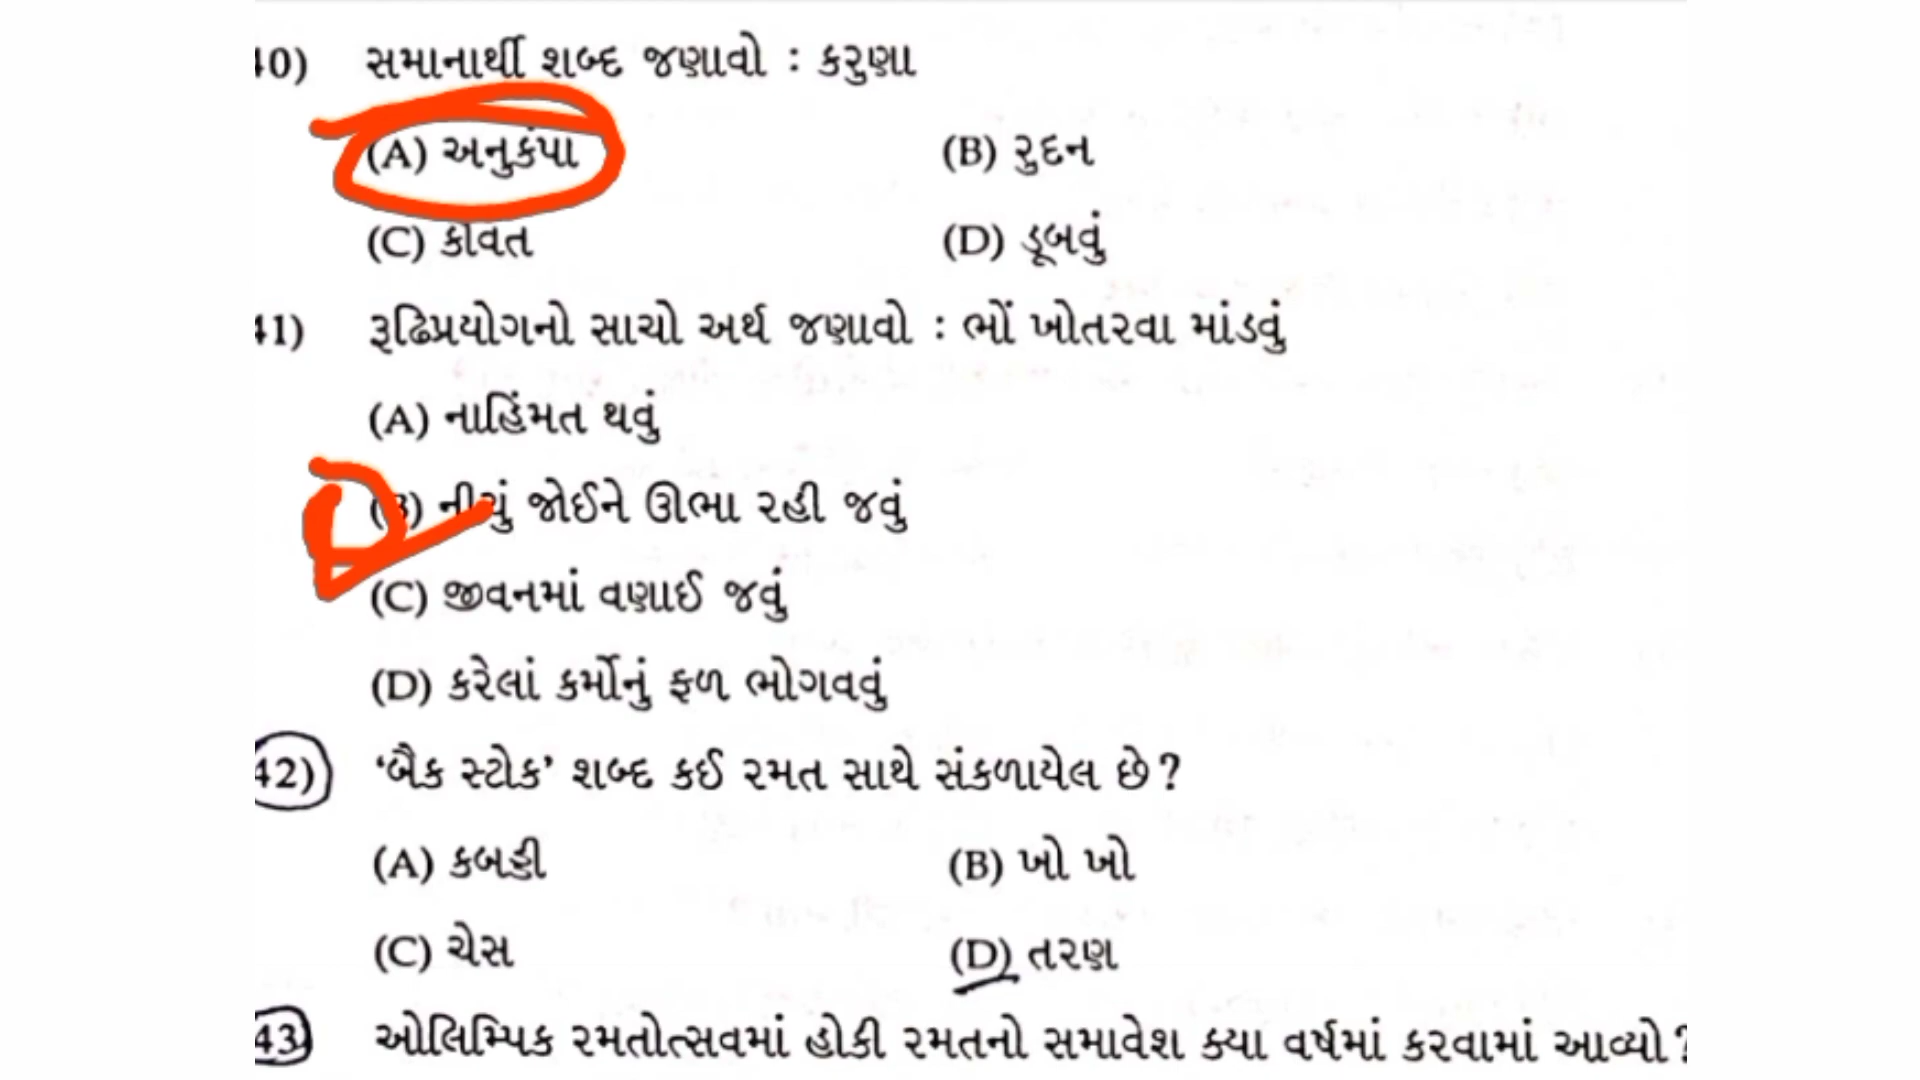 40) સમાનાર્થી શબ્દ જણાવો : કરુણા
(A) અનુકંપા (B) રુદન
(C) કૌવત (D) ડૂબવું
41) રૂઢિપ્રયોગનો સાચો અર્થ જણાવો : ભોં ખોતરવા માંડવું
(A) નાહિંમત થવું
(B) નીચું જોઈને ઊભા રહી જવું
(C) જીવનમાં વણાઈ જવું
(D) કરેલાં કર્મોનું ફળ ભોગવવું
42) ‘બૈક સ્ટોક’ શબ્દ કઈ રમત સાથે સંકળાયેલ છે?
(A) કબડ્ડી (B) ખો ખો
(C) ચેસ (D) તરણ
43 ઓલિમ્પિક રમતોત્સવમાં હોકી રમતનો સમાવેશ ક્યા વર્ષમાં કરવામાં આવ્યો?